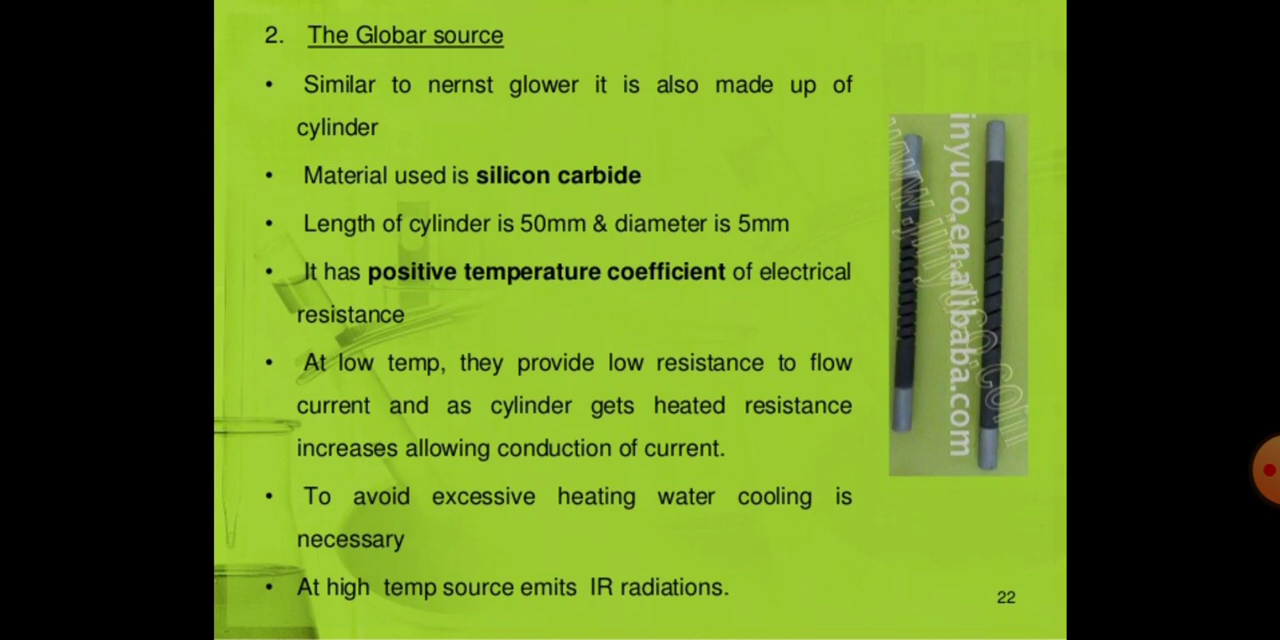 2. The Globar source
• Similar to nernst glower it is also made up of
cylinder
• Material used is silicon carbide
• Length of cylinder is 50mm & diameter is 5mm
• It has positive temperature coefficient of electrical
resistance
• At low temp, they provide low resistance to flow
current and as cylinder gets heated resistance
increases allowing conduction of current.
• To avoid excessive heating water cooling is
necessary
• At high temp source emits IR radiations.
inyuco.en.alibaba.com
22